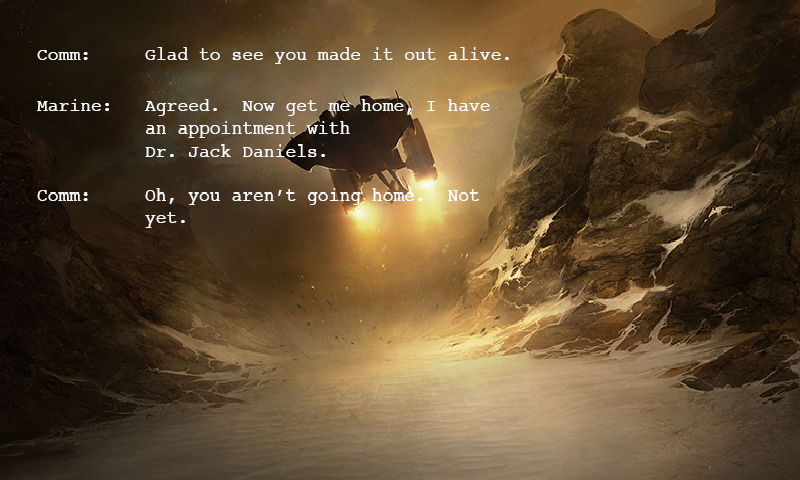 Comm: Glad to see you made it out alive.
Marine: Agreed. Now get me home, I have
an appointment with
Dr. Jack Daniels.
Comm: Oh, you aren't going home. Not
yet.